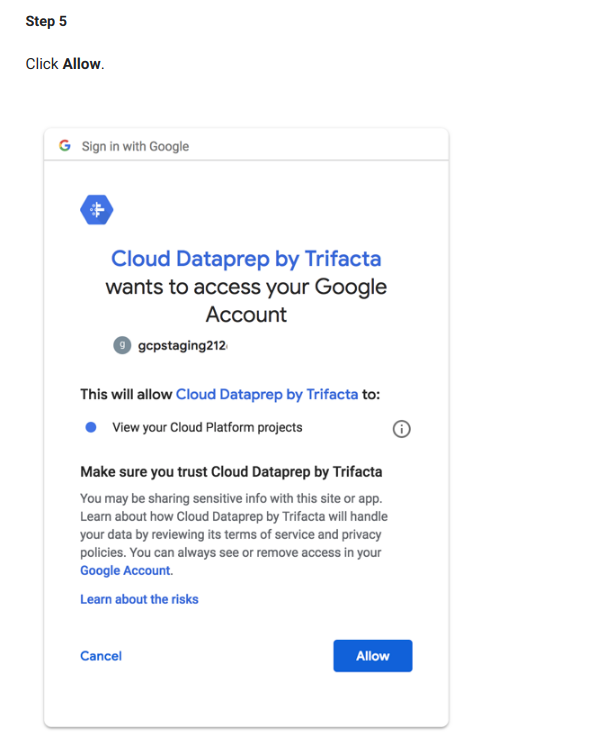 Step 5
Click Allow.
Sign in with Google
Cloud Dataprep by Trifacta
wants to access your Google
Account
g gcpstaging212
This will allow Cloud Dataprep by Trifacta to:
View your Cloud Platform projects
Make sure you trust Cloud Dataprep by Trifacta
You may be sharing sensitive info with this site or app.
Learn about how Cloud Dataprep by Trifacta will handle
your data by reviewing its terms of service and privacy
policies. You can always see or remove access in your
Google Account.
Learn about the risks
Cancel Allow